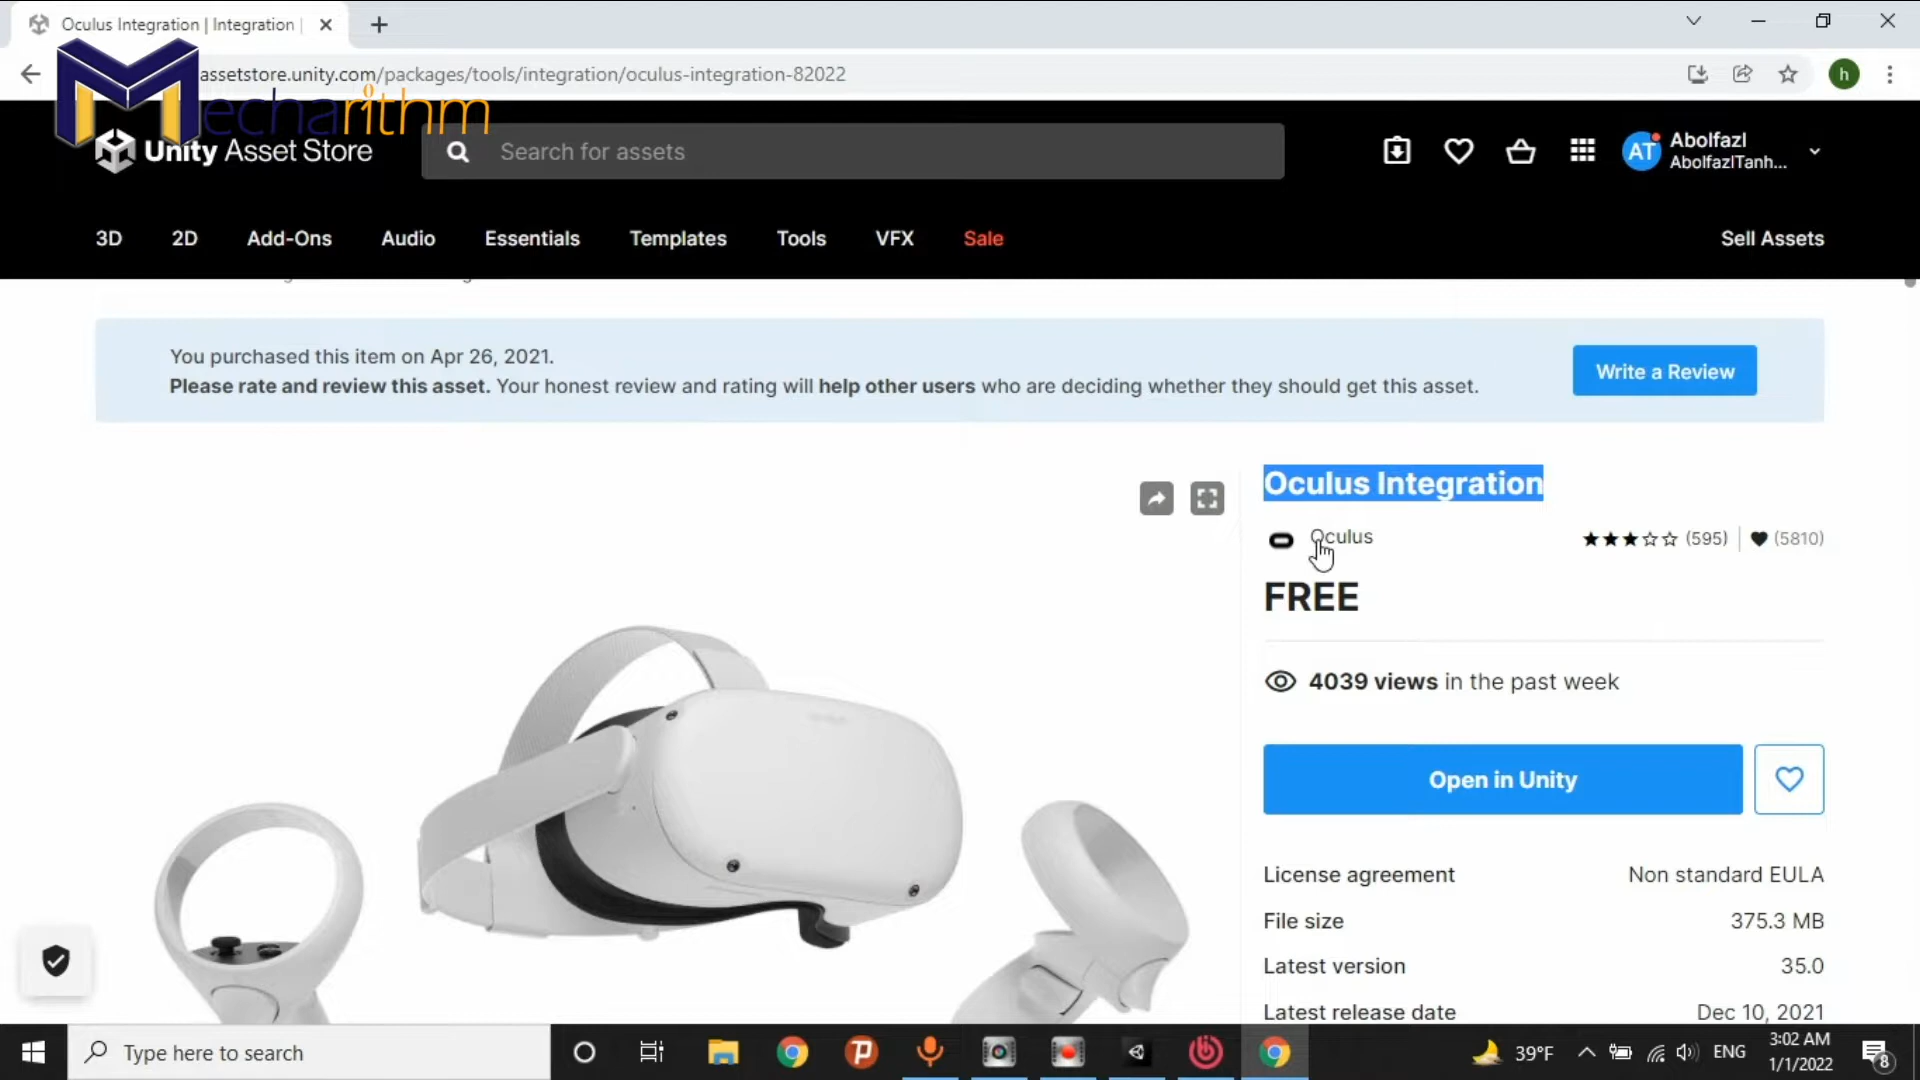 Oculus Integration | Integration |
assetstore.unity.com/packages/tools/integration/oculus-integration-82022
h
Mecharithm
Unity Asset Store
Search for assets
AT
Abolfazl
AbolfazlTanh...
3D
2D
Add-Ons
Audio
Essentials
Templates
Tools
VFX
Sale
Sell Assets
You purchased this item on Apr 26, 2021.
Please rate and review this asset. Your honest review and rating will help other users who are deciding whether they should get this asset.
Write a Review
Oculus Integration
Oculus
(595)
(5810)
FREE
4039 views in the past week
Open in Unity
License agreement
Non standard EULA
File size
375.3 MB
Latest version
35.0
Latest release date
Dec 10, 2021
Type here to search
39°F
ENG
3:02 AM
1/1/2022
8